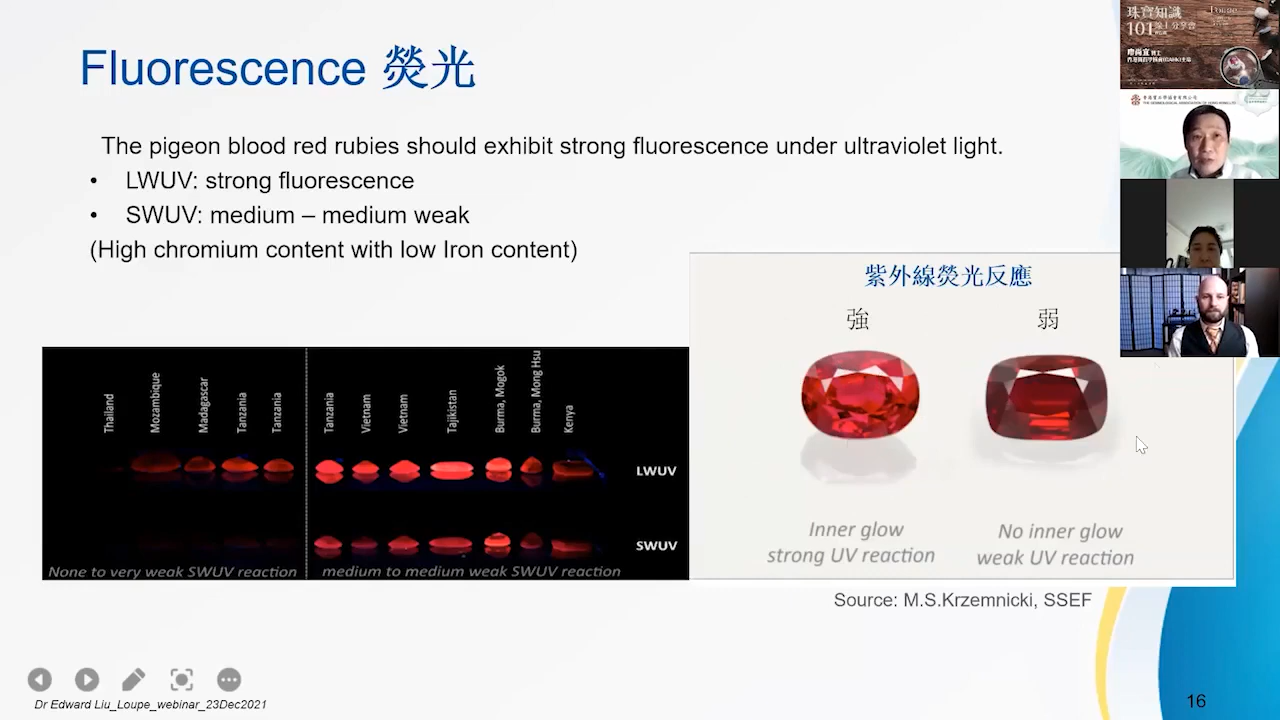 Fluorescence 熒光
The pigeon blood red rubies should exhibit strong fluorescence under ultraviolet light.
• LWUV: strong fluorescence
• SWUV: medium – medium weak
(High chromium content with low Iron content)
Thailand
Mozambique
Madagascar
Tanzania
Tanzania
Tanzania
Vietnam
Vietnam
Tajikistan
Burma, Mogok
Burma, Mong Hsu
Kenya
LWUV
SWUV
None to very weak SWUV reaction
medium to medium weak SWUV reaction
紫外線熒光反應
強
弱
Inner glow
strong UV reaction
No inner glow
weak UV reaction
Source: M.S.Krzemnicki, SSEF
Dr Edward Liu_Loupe_webinar_23Dec2021
16
珠寶知識
101